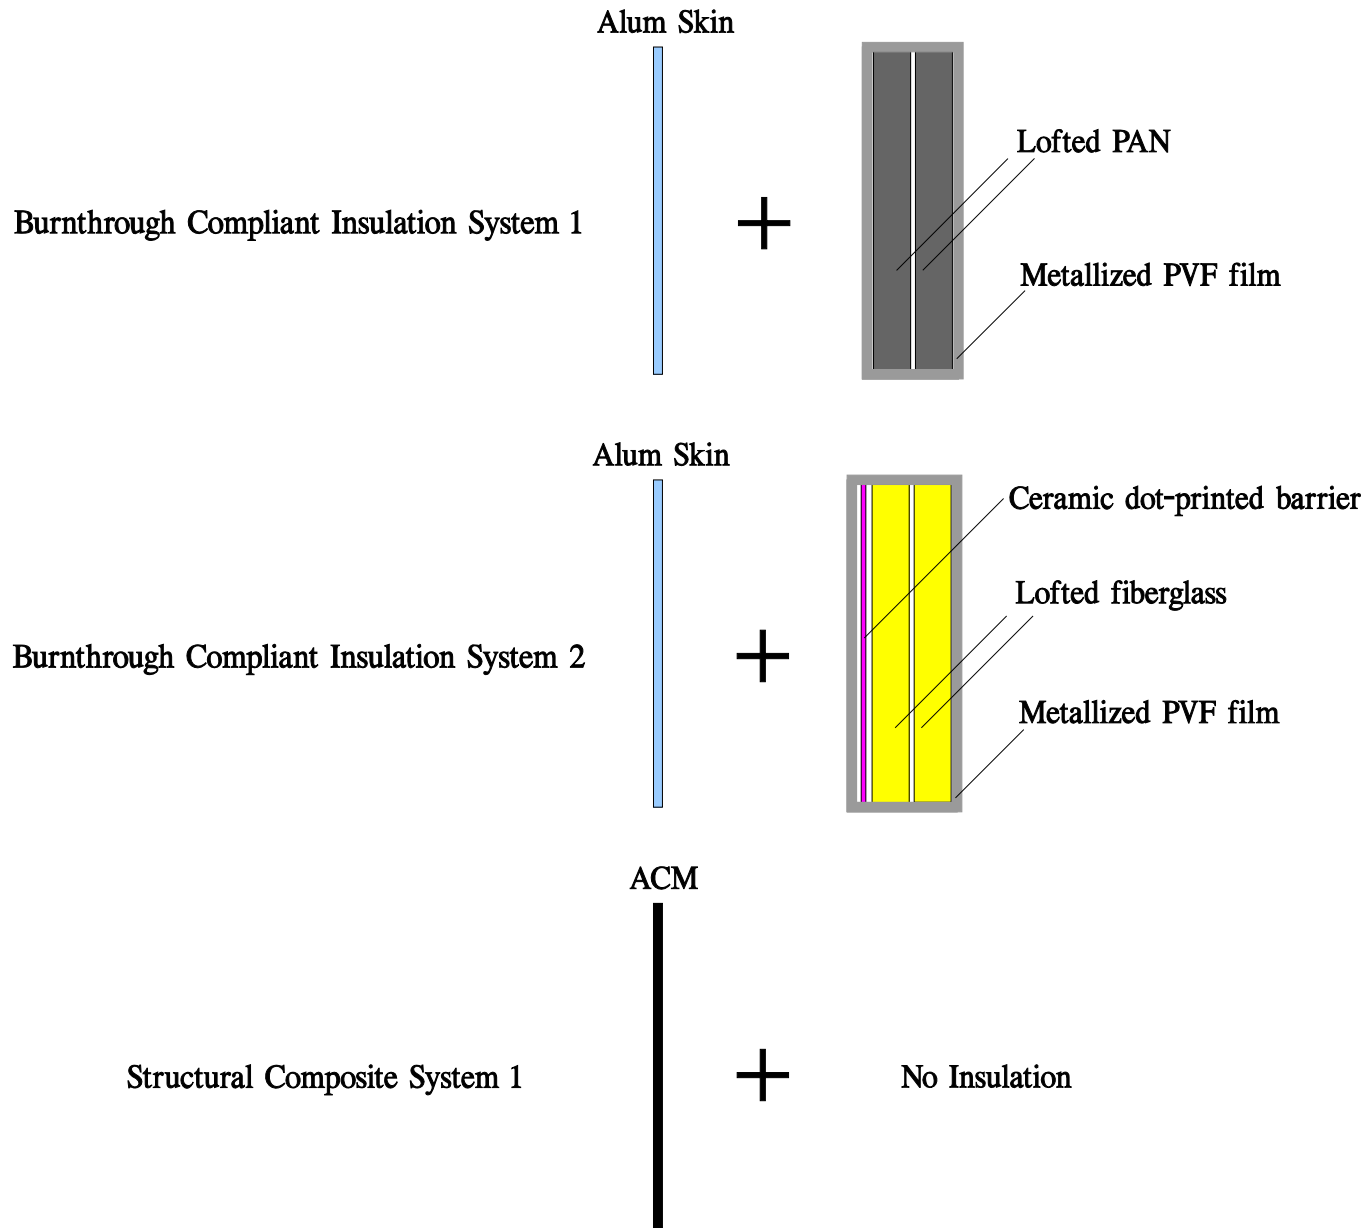 Alum Skin
Lofted PAN
Burnthrough Compliant Insulation System 1
Metallized PVF film
Alum Skin
Ceramic dot-printed barrier
Lofted fiberglass
Burnthrough Compliant Insulation System 2
Metallized PVF film
ACM
Structural Composite System 1
No Insulation